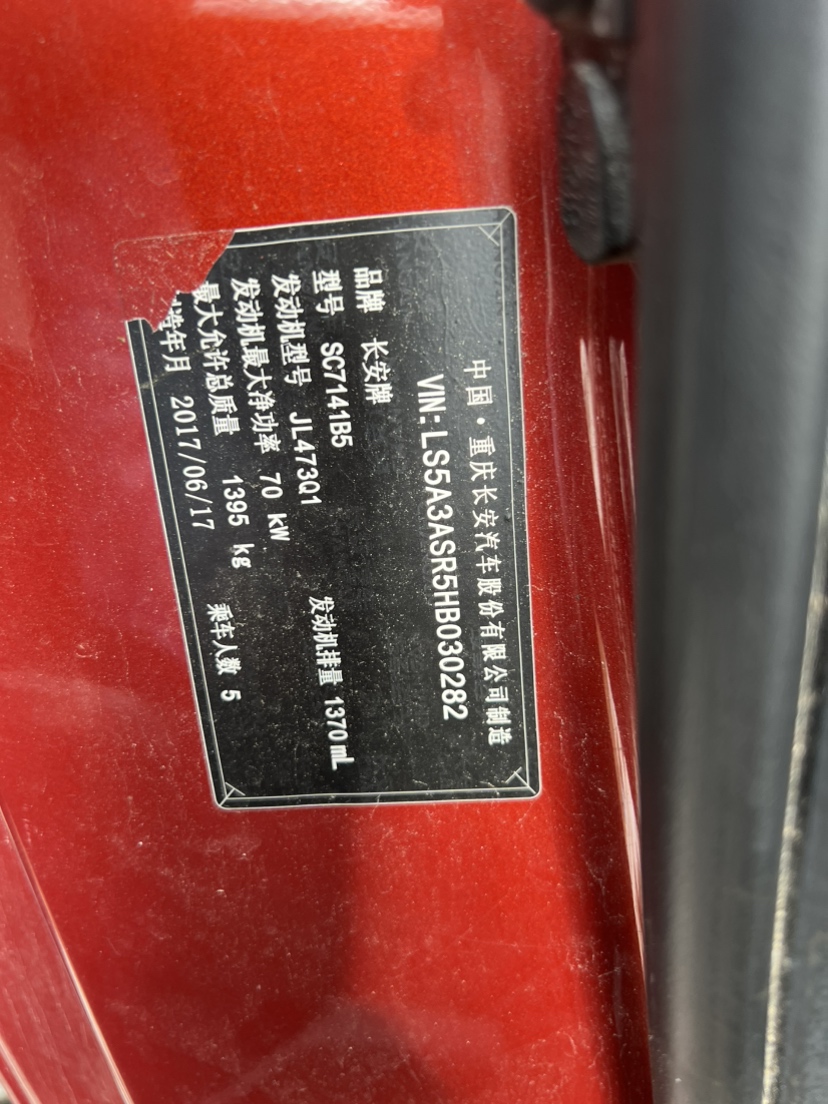 中国·重庆长安汽车股份有限公司制造
VIN:LS5A3ASR5HB030282
品牌 长安牌
型号 SC7141B5
发动机型号 JL473Q1 发动机排量 1370mL
发动机最大净功率 70 kW
最大允许总质量 1395 kg 乘车人数 5
造年月 2017/06/17